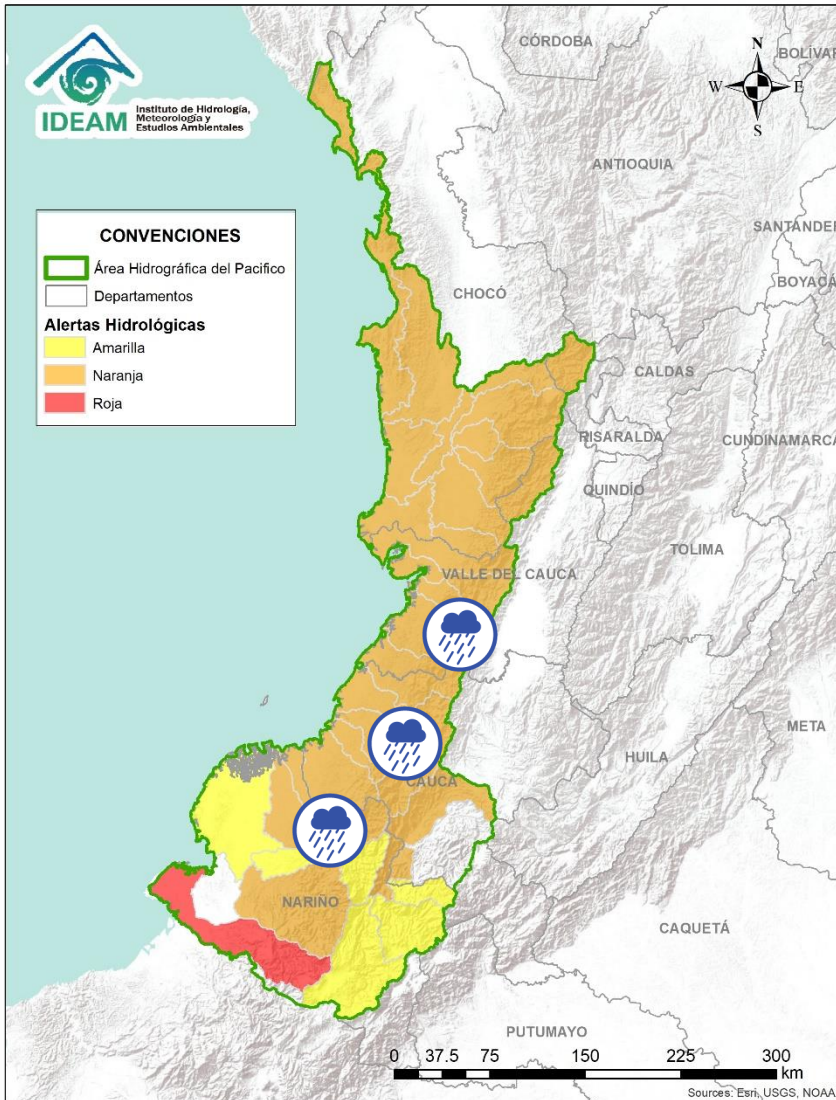 IDEAM
Instituto de Hidrología,
Meteorología y
Estudios Ambientales
N
W E
S
CÓRDOBA
BOLÍVAR
ANTIOQUIA
SANTANDER
BOYACÁ
CHOCÓ
CALDAS
RISARALDA
CUNDINAMARCA
QUINDÍO
TOLIMA
VALLE DEL CAUCA
META
HUILA
CAUCA
NARIÑO
CAQUETÁ
PUTUMAYO
CONVENCIONES
Área Hidrográfica del Pacifico
Departamentos
Alertas Hidrológicas
Amarilla
Naranja
Roja
0 37.5 75 150 225 300
km
Sources: Esri, USGS, NOAA